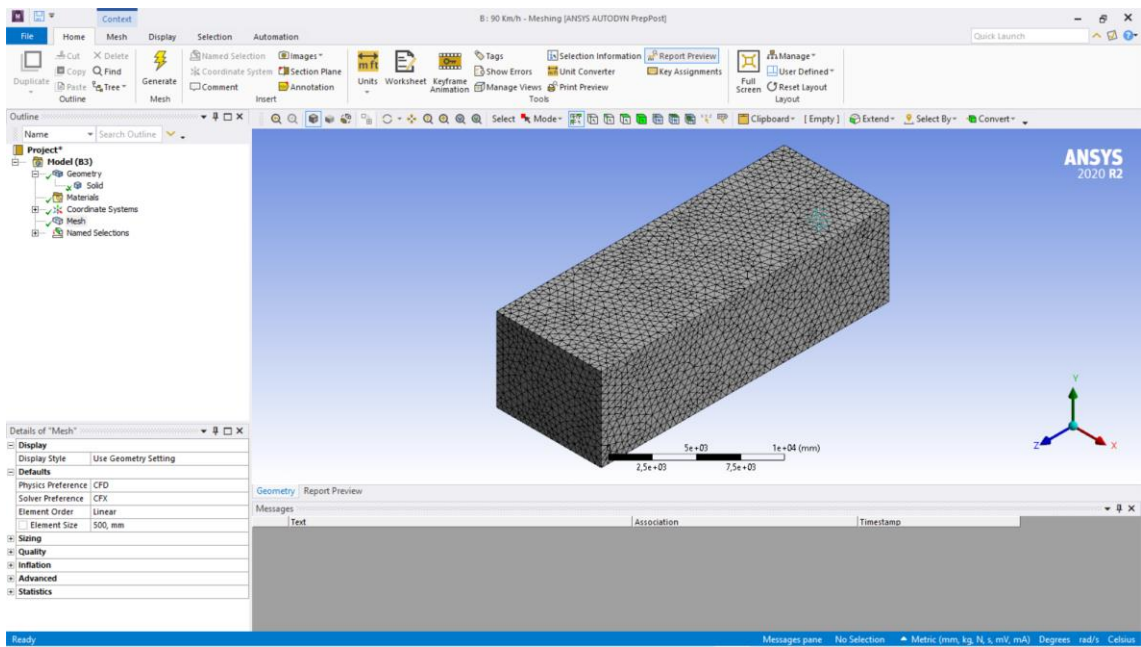 Context
B : 90 Km/h - Meshing [ANSYS AUTODYN PrepPost]
File Home Mesh Display Selection Automation
Quick Launch
Duplicate
Cut
Copy
Paste
Delete
Find
Tree
Outline
Generate
Mesh
Named Selection
Coordinate System
Comment
Images
Section Plane
Annotation
Insert
mft
Units
Worksheet
Keyframe
Animation
Tags
Show Errors
Manage Views
Selection Information
Unit Converter
Print Preview
Report Preview
Key Assignments
Tools
Full
Screen
Manage
User Defined
Reset Layout
Layout
Outline
Select Mode Clipboard [Empty] Extend Select By Convert
Name Search Outline
Project*
Model (B3)
Geometry
Solid
Materials
Coordinate Systems
Mesh
Named Selections
ANSYS
2020 R2
Y
Z
X
5e+03 1e+04 (mm)
2,5e+03 7,5e+03
Details of "Mesh"
Display
Display Style Use Geometry Setting
Defaults
Physics Preference CFD
Solver Preference CFX
Element Order Linear
Element Size 500, mm
Sizing
Quality
Inflation
Advanced
Statistics
Geometry Report Preview
Messages
Text Association Timestamp
Ready
Messages pane No Selection Metric (mm, kg, N, s, mV, mA) Degrees rad/s Celsius